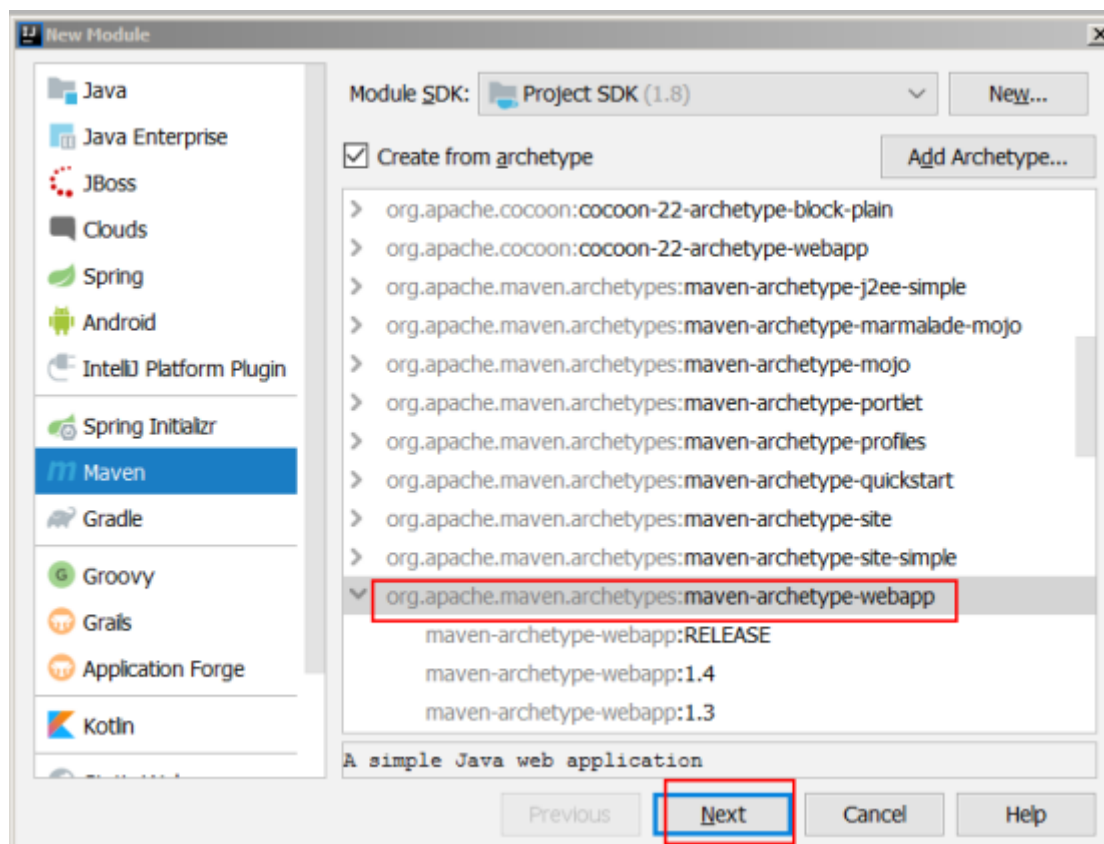 New Module
Java
Java Enterprise
JBoss
Clouds
Spring
Android
IntelliJ Platform Plugin
Spring Initializr
Maven
Gradle
Groovy
Grails
Application Forge
Kotlin
Module SDK: Project SDK (1.8) New...
Create from archetype Add Archetype...
org.apache.cocoon:cocoon-22-archetype-block-plain
org.apache.cocoon:cocoon-22-archetype-webapp
org.apache.maven.archetypes:maven-archetype-j2ee-simple
org.apache.maven.archetypes:maven-archetype-marmalade-mojo
org.apache.maven.archetypes:maven-archetype-mojo
org.apache.maven.archetypes:maven-archetype-portlet
org.apache.maven.archetypes:maven-archetype-profiles
org.apache.maven.archetypes:maven-archetype-quickstart
org.apache.maven.archetypes:maven-archetype-site
org.apache.maven.archetypes:maven-archetype-site-simple
org.apache.maven.archetypes:maven-archetype-webapp
maven-archetype-webapp:RELEASE
maven-archetype-webapp:1.4
maven-archetype-webapp:1.3
A simple Java web application
Previous Next Cancel Help